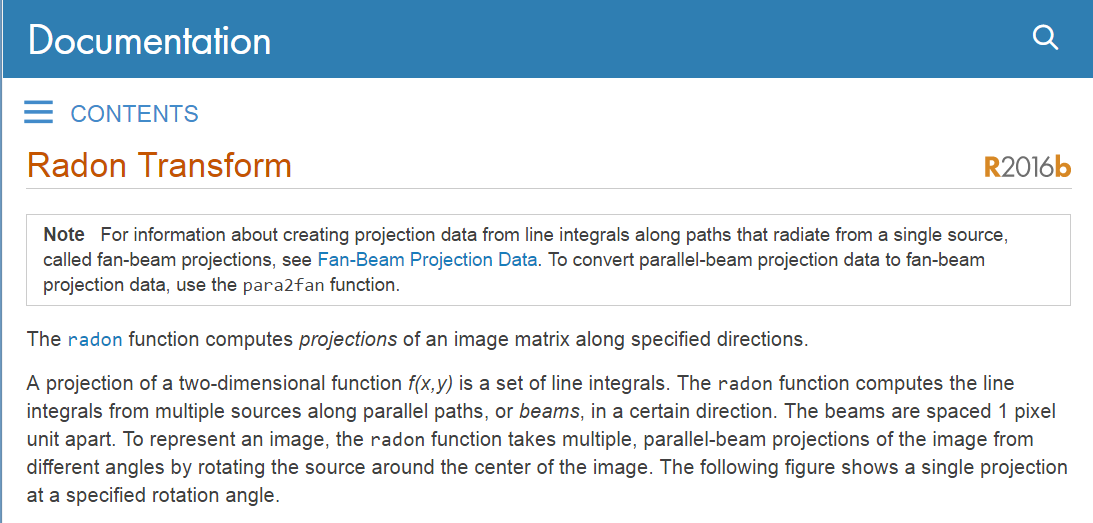 Documentation
CONTENTS
Radon Transform
R2016b
Note For information about creating projection data from line integrals along paths that radiate from a single source,
called fan-beam projections, see Fan-Beam Projection Data. To convert parallel-beam projection data to fan-beam
projection data, use the para2fan function.
The radon function computes projections of an image matrix along specified directions.
A projection of a two-dimensional function f(x,y) is a set of line integrals. The radon function computes the line
integrals from multiple sources along parallel paths, or beams, in a certain direction. The beams are spaced 1 pixel
unit apart. To represent an image, the radon function takes multiple, parallel-beam projections of the image from
different angles by rotating the source around the center of the image. The following figure shows a single projection
at a specified rotation angle.